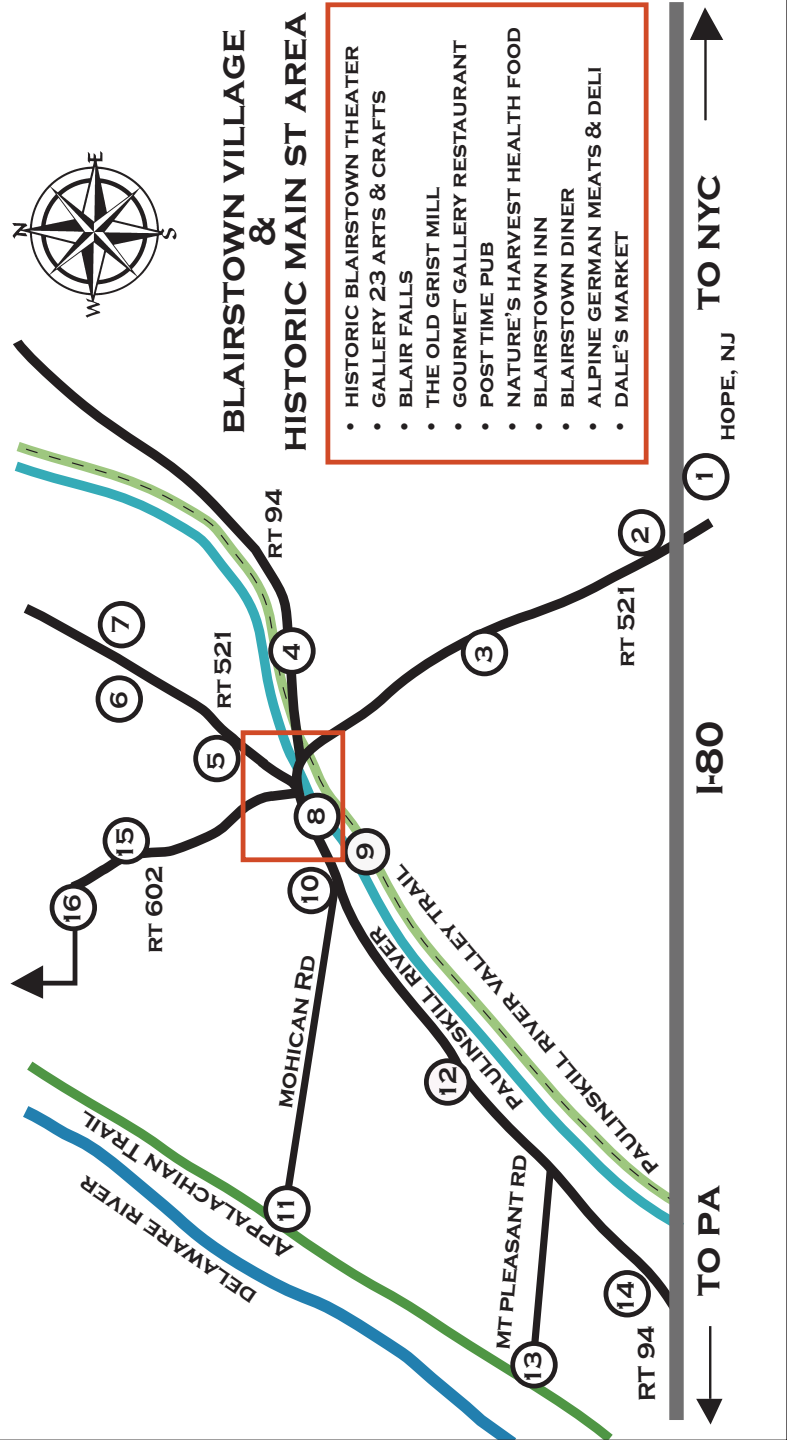 N
E
S
W
BLAIRSTOWN VILLAGE
&
HISTORIC MAIN ST AREA
• HISTORIC BLAIRSTOWN THEATER
• GALLERY 23 ARTS & CRAFTS
• BLAIR FALLS
• THE OLD GRIST MILL
• GOURMET GALLERY RESTAURANT
• POST TIME PUB
• NATURE'S HARVEST HEALTH FOOD
• BLAIRSTOWN INN
• BLAIRSTOWN DINER
• ALPINE GERMAN MEATS & DELI
• DALE'S MARKET
DELAWARE RIVER
APPALACHIAN TRAIL
16
15
RT 602
6
7
5
RT 521
RT 94
11
MOHICAN RD
10
8
4
9
PAULINSKILL RIVER
PAULINSKILL RIVER VALLEY TRAIL
12
3
13
MT PLEASANT RD
14
RT 94
RT 521
2
1
HOPE, NJ
TO PA
I-80
TO NYC